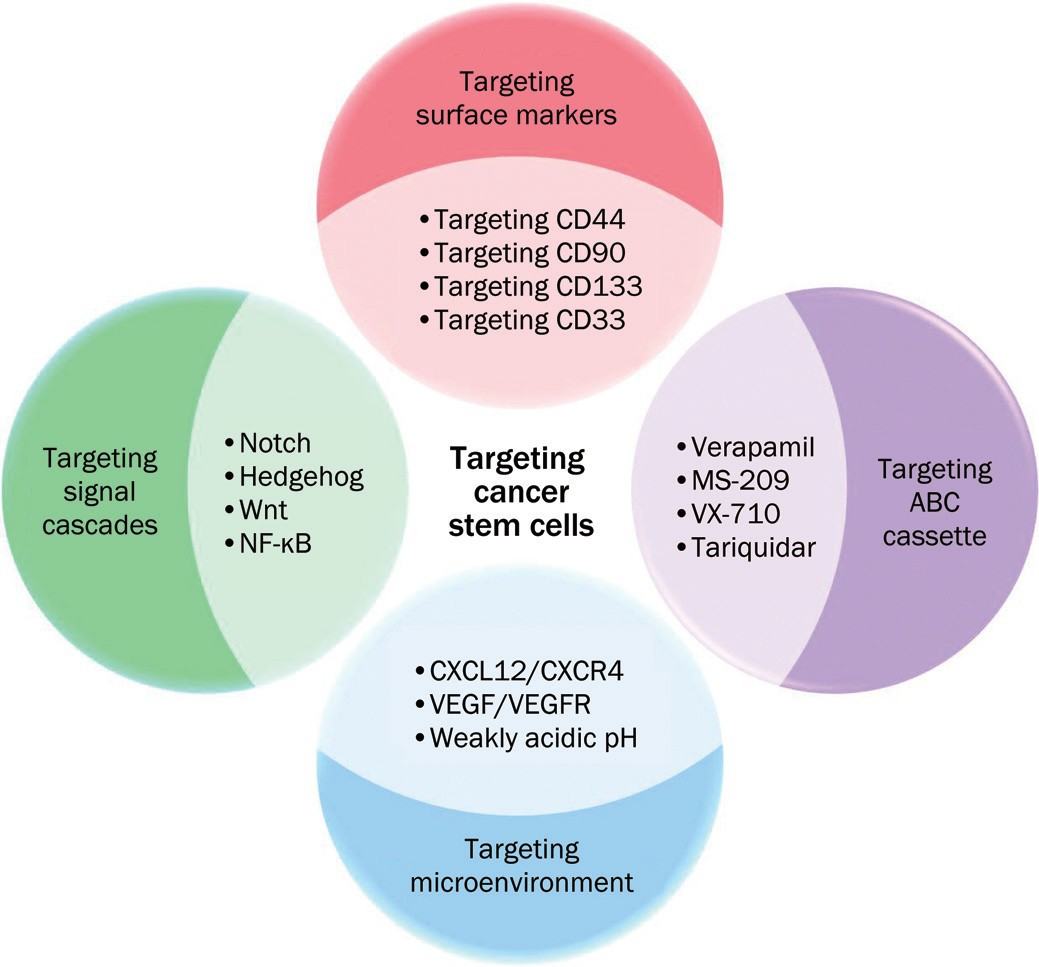 Targeting
surface markers
•Targeting CD44
•Targeting CD90
•Targeting CD133
•Targeting CD33
Targeting
signal
cascades
•Notch
•Hedgehog
•Wnt
•NF-κB
Targeting
cancer
stem cells
•Verapamil
•MS-209
•VX-710
•Tariquidar
Targeting
ABC
cassette
•CXCL12/CXCR4
•VEGF/VEGFR
•Weakly acidic pH
Targeting
microenvironment